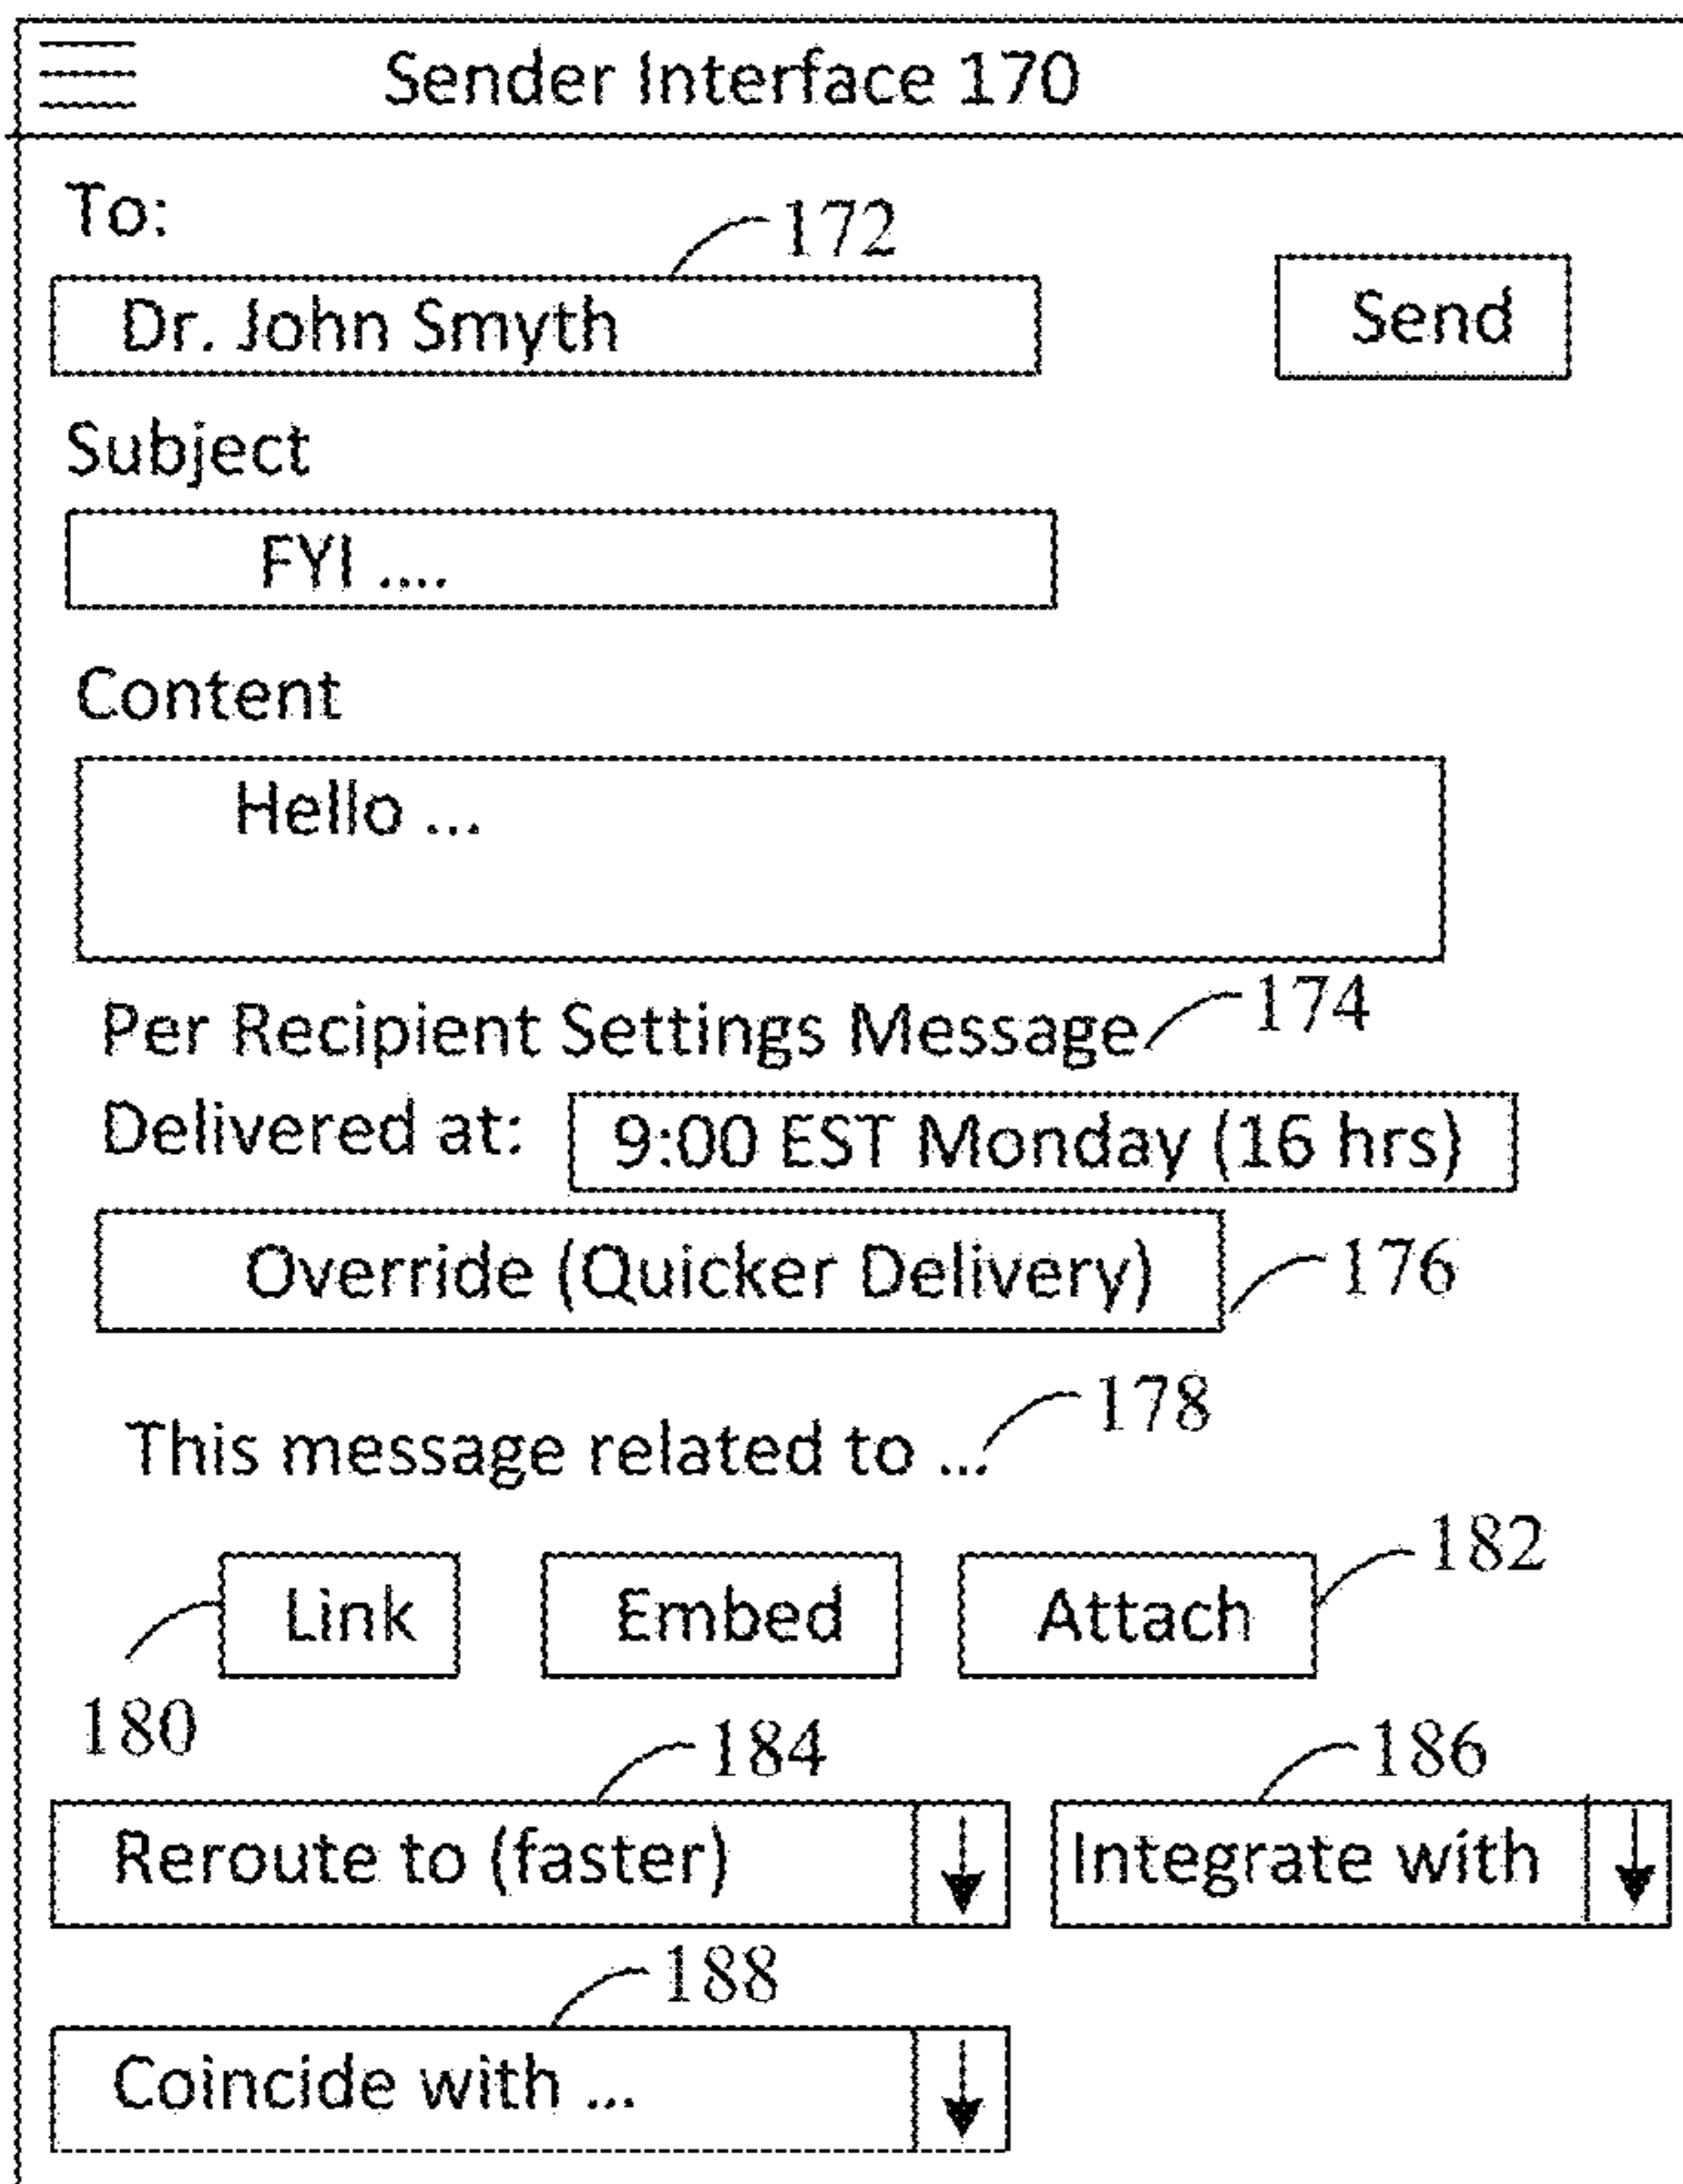 Sender Interface 170
To:
172
Dr. John Smyth
Send
Subject
FYI ....
Content
Hello ...
Per Recipient Settings Message 174
Delivered at: 9:00 EST Monday (16 hrs)
Override (Quicker Delivery) 176
This message related to ... 178
182
Link Embed Attach
180
184 186
Reroute to (faster) Integrate with
188
Coincide with ...